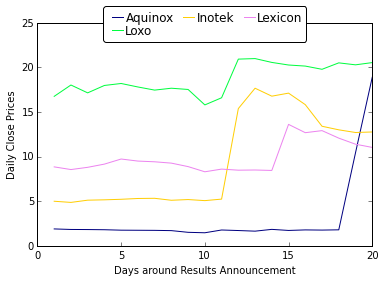 Aquinox Inotek Lexicon
Loxo
25
20
15
10
5
0
0 5 10 15 20
Daily Close Prices
Days around Results Announcement